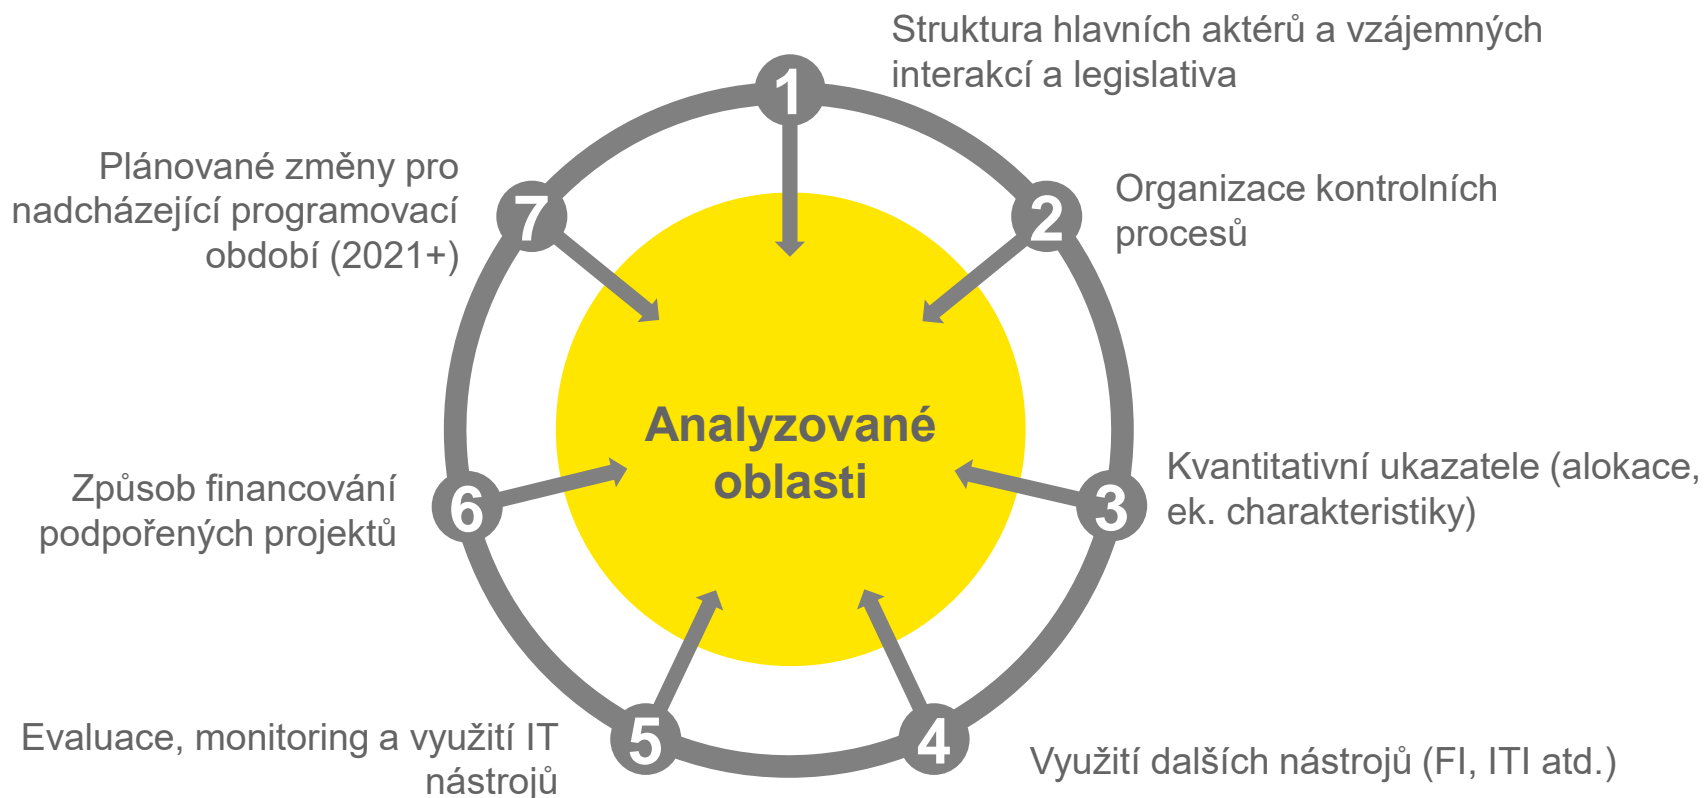 1
Struktura hlavních aktérů a vzájemných
interakcí a legislativa
2
Organizace kontrolních
procesů
3
Kvantitativní ukazatele (alokace,
ek. charakteristiky)
4
Využití dalších nástrojů (FI, ITI atd.)
5
Evaluace, monitoring a využití IT
nástrojů
6
Způsob financování
podpořených projektů
7
Plánované změny pro
nadcházející programovací
období (2021+)
Analyzované
oblasti